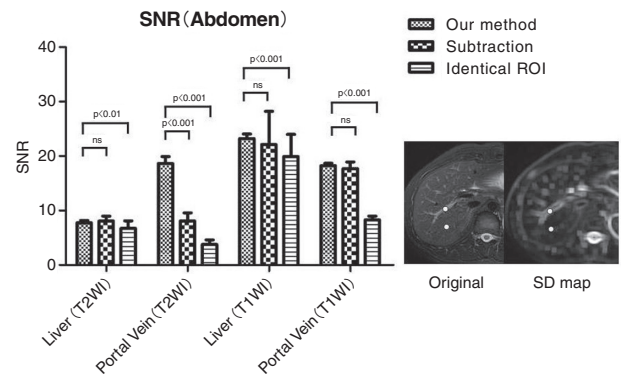 SNR(Abdomen)
Our method
Subtraction
Identical ROI
SNR
40
30
20
10
0
p<0.01
ns
p<0.001
p<0.001
p<0.001
ns
p<0.001
ns
Liver (T2WI)
Portal Vein (T2WI)
Liver (T1WI)
Portal Vein (T1WI)
Original
SD map